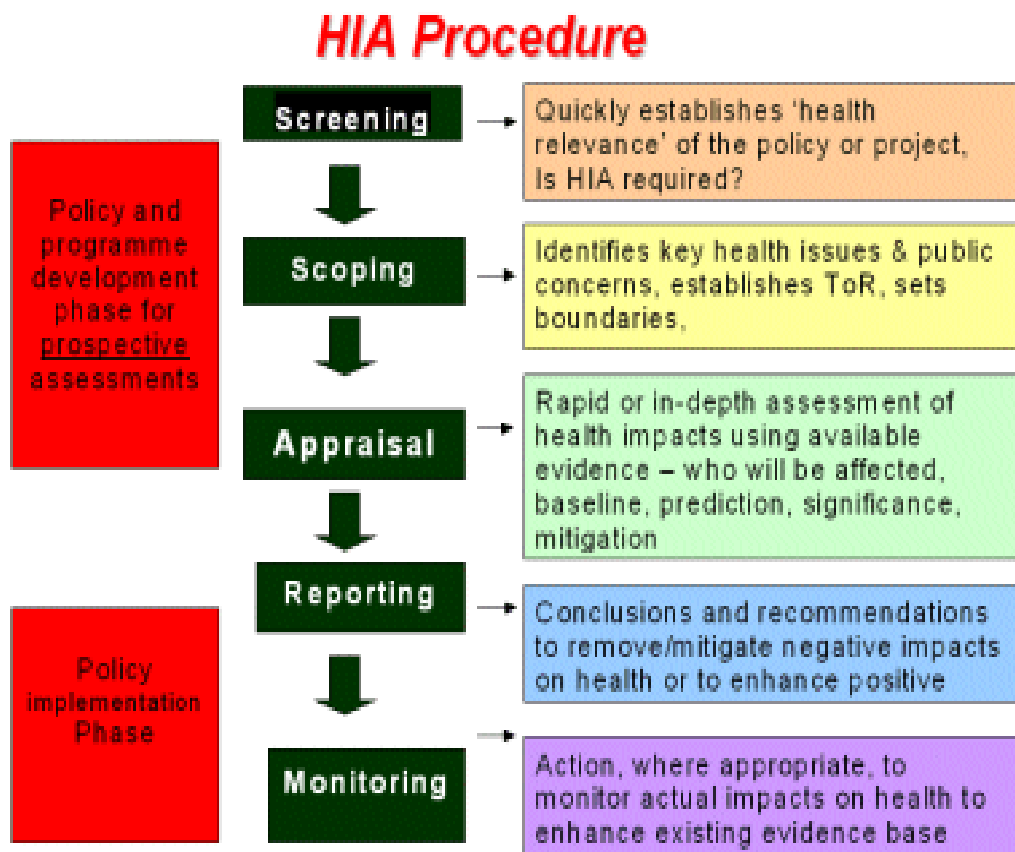 HIA Procedure
Screening
Quickly establishes ‘health
relevance’ of the policy or project,
Is HIA required?
Policy and
programme
development
phase for
prospective
assessments
Scoping
Identifies key health issues & public
concerns, establishes ToR, sets
boundaries,
Appraisal
Rapid or in-depth assessment of
health impacts using available
evidence – who will be affected,
baseline, prediction, significance,
mitigation
Reporting
Conclusions and recommendations
to remove/mitigate negative impacts
on health or to enhance positive
Policy
implementation
Phase
Monitoring
Action, where appropriate, to
monitor actual impacts on health to
enhance existing evidence base